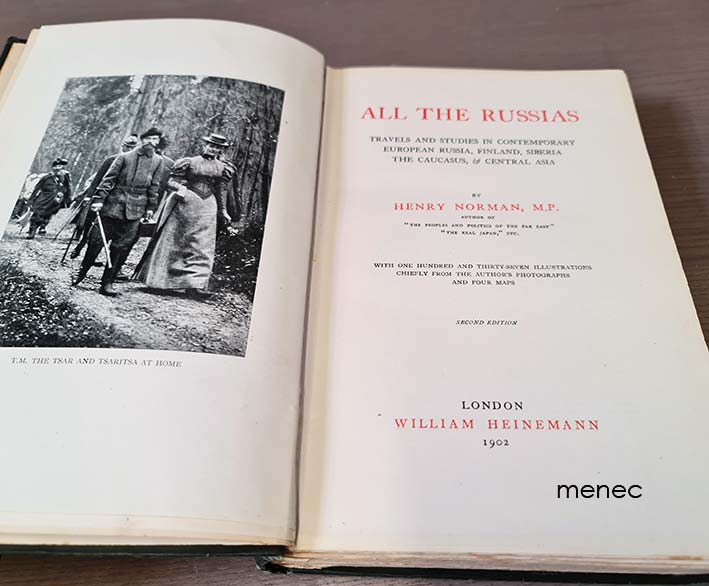 T.M. THE TSAR AND TSARITSA AT HOME
ALL THE RUSSIAS
TRAVELS AND STUDIES IN CONTEMPORARY
EUROPEAN RUSSIA, FINLAND, SIBERIA
THE CAUCASUS, & CENTRAL ASIA
BY
HENRY NORMAN, M.P.
AUTHOR OF
"THE PEOPLES AND POLITICS OF THE FAR EAST"
"THE REAL JAPAN," ETC.
WITH ONE HUNDRED AND THIRTY-SEVEN ILLUSTRATIONS
CHIEFLY FROM THE AUTHOR'S PHOTOGRAPHS
AND FOUR MAPS
SECOND EDITION
LONDON
WILLIAM HEINEMANN
1902
menec